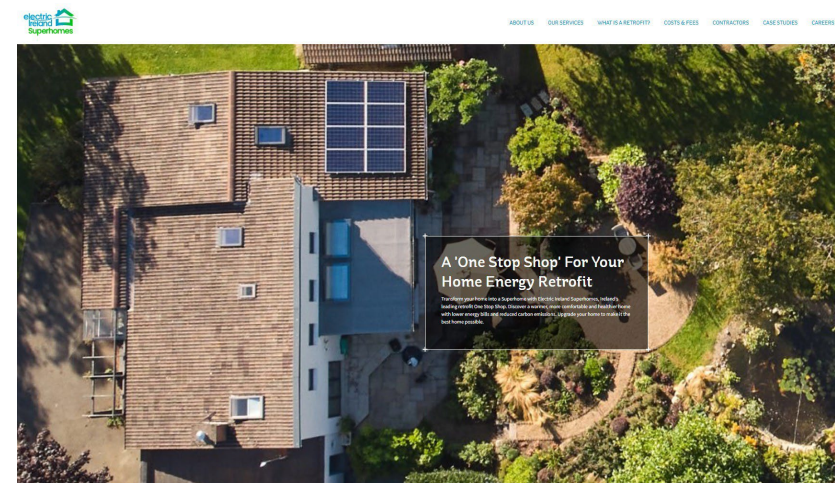 electric
Ireland
Superhomes
ABOUT US OUR SERVICES WHAT IS A RETROFIT? COSTS & FEES CONTRACTORS CASE STUDIES CAREERS
A 'One Stop Shop' For Your
Home Energy Retrofit
Transform your home into a Superhome with Electric Ireland Superhomes, Ireland's
leading retrofit One Stop Shop. Discover a warmer, more comfortable and healthier home
with lower energy bills and reduced carbon emissions. Upgrade your home to make it the
best home possible.